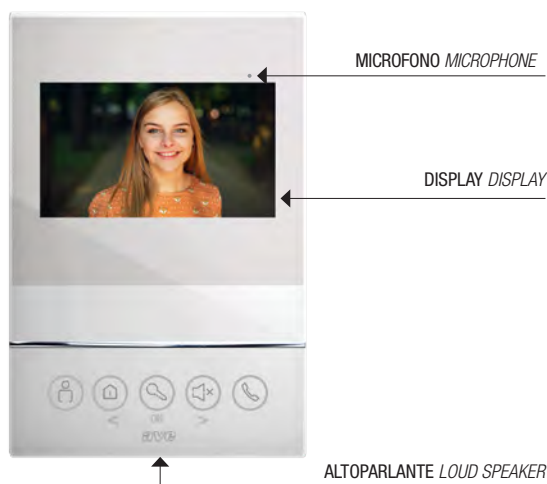 MICROFONO MICROPHONE
DISPLAY DISPLAY
< OK >
ave
ALTOPARLANTE LOUD SPEAKER